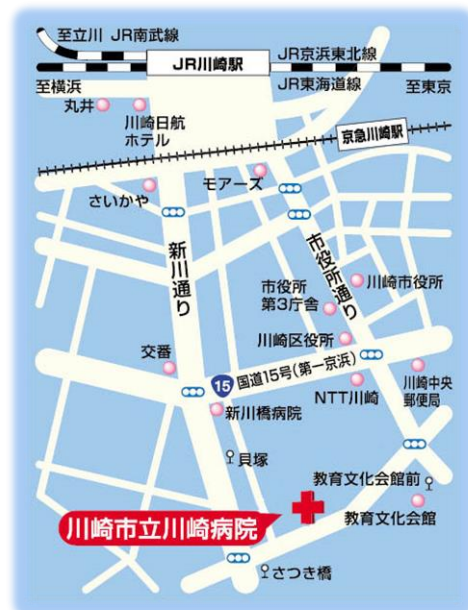 至立川 JR南武線
JR川崎駅
JR京浜東北線
至横浜
JR東海道線
至東京
丸井
川崎日航
ホテル
京急川崎駅
さいかや
モアーズ
新川通り
市役所通り
市役所
第3庁舎
川崎市役所
川崎区役所
交番
15
国道15号(第一京浜)
川崎中央
郵便局
NTT川崎
新川橋病院
貝塚
教育文化会館前
教育文化会館
川崎市立川崎病院
さつき橋